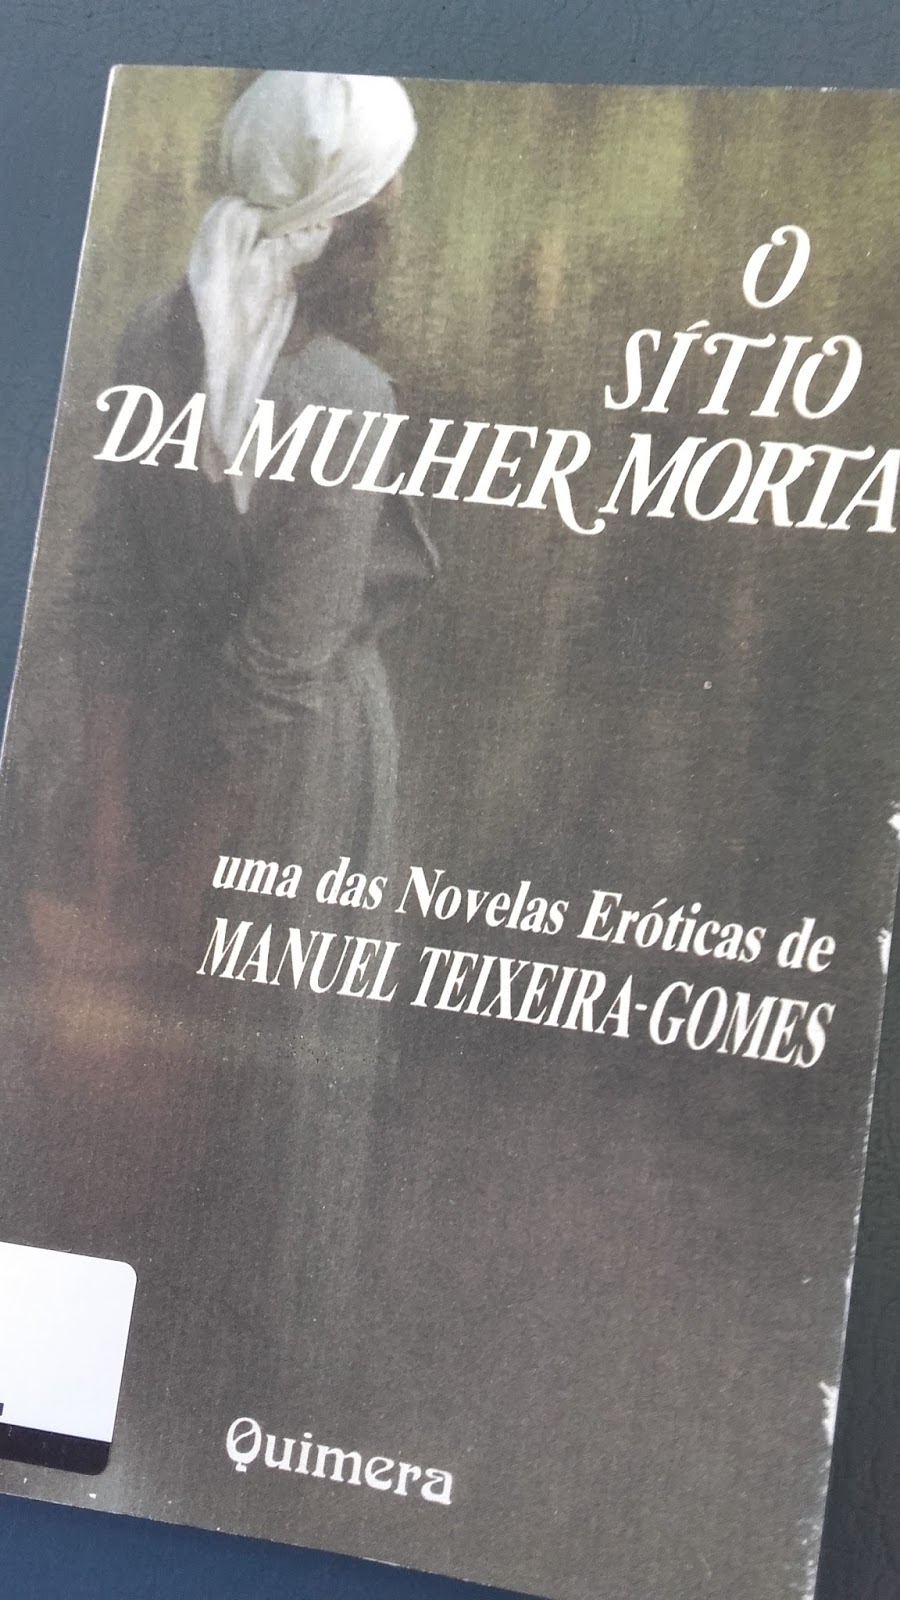 O
SÍTIO
DA MULHER MORTA
uma das Novelas Eróticas de
MANUEL TEIXEIRA-GOMES
Quimera